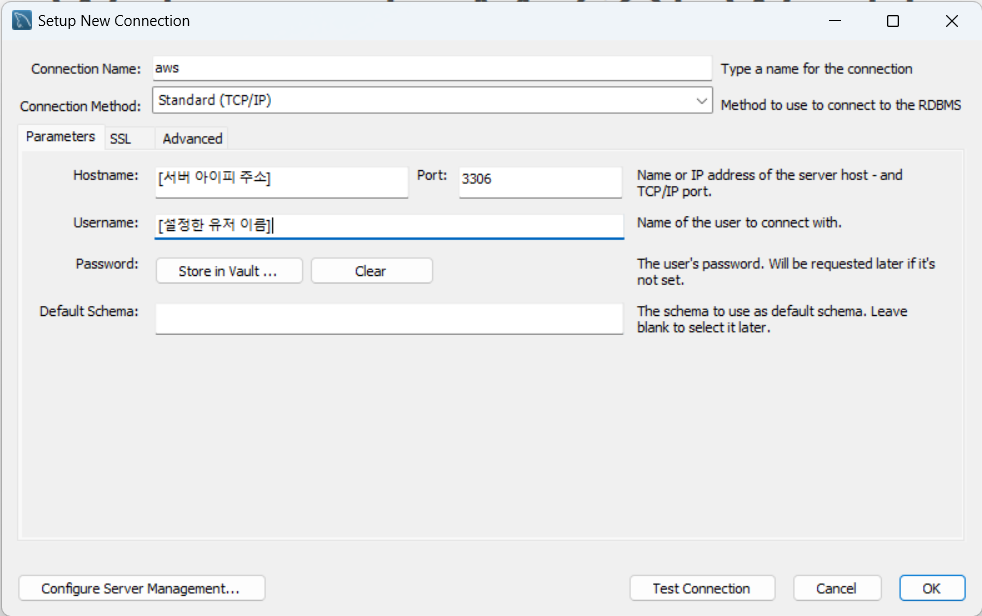 Setup New Connection
Connection Name: aws Type a name for the connection
Connection Method: Standard (TCP/IP) Method to use to connect to the RDBMS
Parameters SSL Advanced
Hostname: [서버 아이피 주소] Port: 3306 Name or IP address of the server host - and
TCP/IP port.
Username: [설정한 유저 이름] Name of the user to connect with.
Password: Store in Vault ... Clear The user's password. Will be requested later if it's
not set.
Default Schema: The schema to use as default schema. Leave
blank to select it later.
Configure Server Management... Test Connection Cancel OK